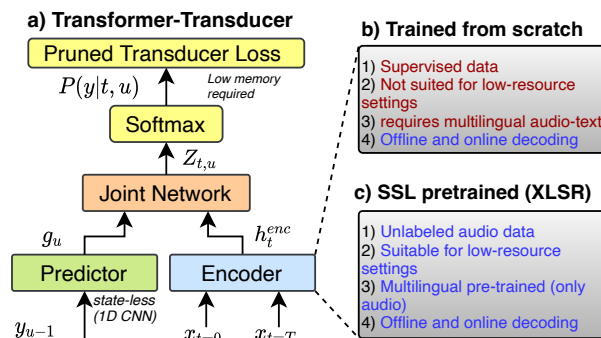 a) Transformer-Transducer
Pruned Transducer Loss
P(y|t, u)
Low memory
required
Softmax
Z_{t,u}
Joint Network
g_u
h_t^{enc}
Predictor
Encoder
state-less
(1D CNN)
y_{u-1}
x_{t=0}
x_{t=T}
b) Trained from scratch
1) Supervised data
2) Not suited for low-resource
settings
3) requires multilingual audio-text
4) Offline and online decoding
c) SSL pretrained (XLSR)
1) Unlabeled audio data
2) Suitable for low-resource
settings
3) Multilingual pre-trained (only
audio)
4) Offline and online decoding